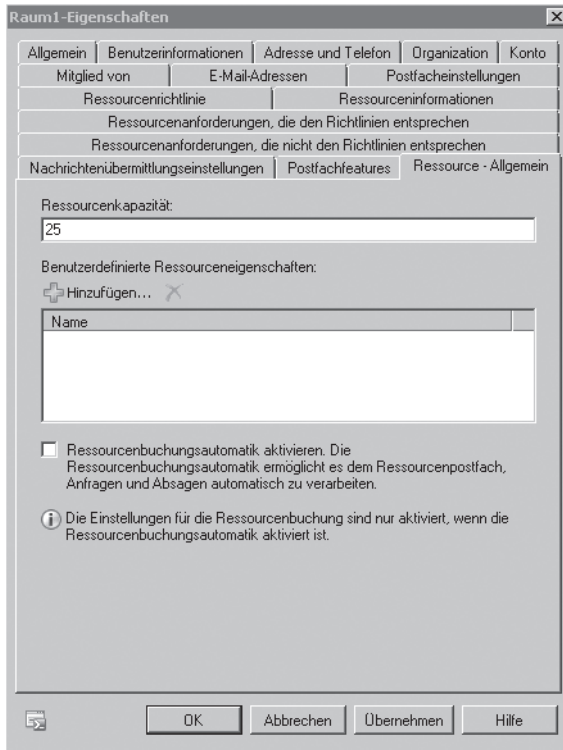 Raum1-Eigenschaften
Allgemein Benutzerinformationen Adresse und Telefon Organization Konto
Mitglied von E-Mail-Adressen Postfacheinstellungen
Ressourcenrichtlinie Ressourceninformationen
Ressourcenanforderungen, die den Richtlinien entsprechen
Ressourcenanforderungen, die nicht den Richtlinien entsprechen
Nachrichtenübermittlungseinstellungen Postfachfeatures Ressource - Allgemein
Ressourcenkapazität:
25
Benutzerdefinierte Ressourceneigenschaften:
Hinzufügen...
Name
Ressourcenbuchungsautomatik aktivieren. Die
Ressourcenbuchungsautomatik ermöglicht es dem Ressourcenpostfach,
Anfragen und Absagen automatisch zu verarbeiten.
Die Einstellungen für die Ressourcenbuchung sind nur aktiviert, wenn die
Ressourcenbuchungsautomatik aktiviert ist.
OK Abbrechen Übernehmen Hilfe